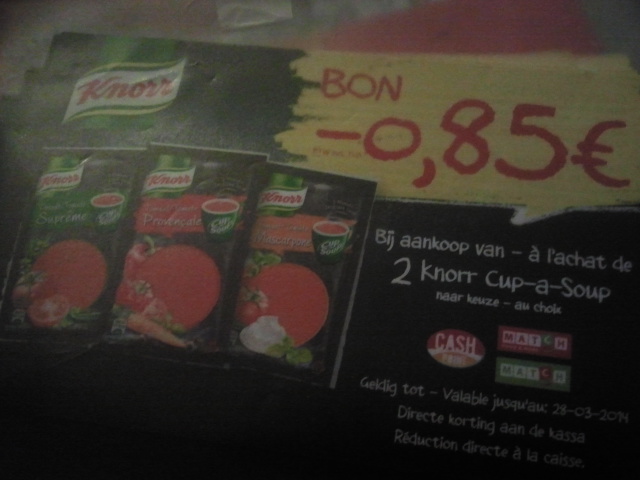 Knorr
BON
-0,85€
Knorr
Suprême
Knorr
Provençale
Knorr
Mascarpone
Bij aankoop van - à l'achat de
2 Knorr Cup-a-Soup
naar keuze - au choix
CASH
MATCH
MATCH
Geldig tot - Valable jusqu'au: 28-03-2014
Directe korting aan de kassa
Réduction directe à la caisse.